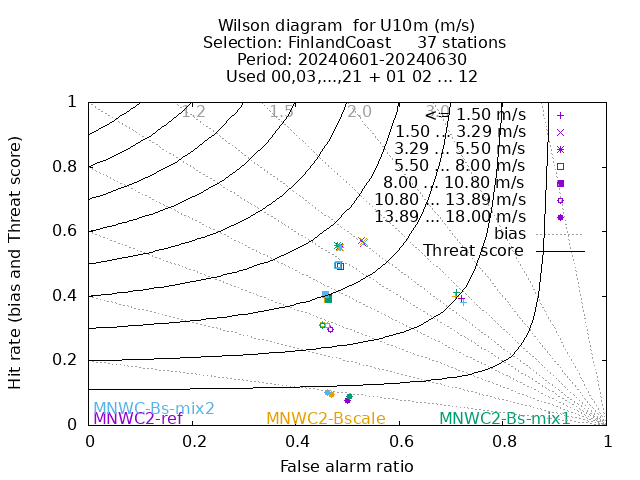 Wilson diagram  for U10m (m/s)
Selection: FinlandCoast     37 stations
Period: 20240601-20240630
Used 00,03,...,21 + 01 02 ... 12
1.2 1.5 2.0 3.0
<= 1.50 m/s
1.50 ... 3.29 m/s
3.29 ... 5.50 m/s
5.50 ... 8.00 m/s
8.00 ... 10.80 m/s
10.80 ... 13.89 m/s
13.89 ... 18.00 m/s
bias
Threat score
Hit rate (bias and Threat score)
1
0.8
0.6
0.4
0.2
0
MNWC-Bs-mix2
MNWC2-ref MNWC2-Bscale MNWC2-Bs-mix1
0 0.2 0.4 0.6 0.8 1
False alarm ratio